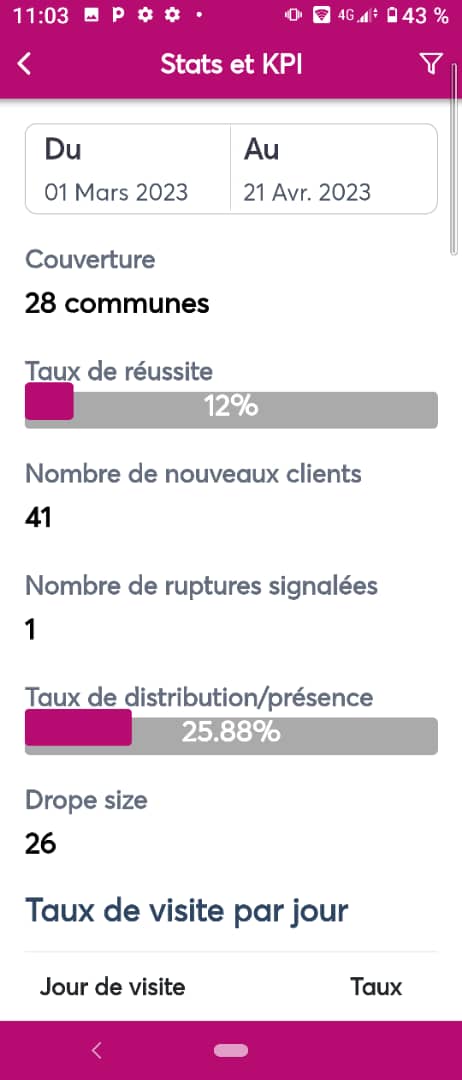 11:03 P 4G 43 %
Stats et KPI
Du Au
01 Mars 2023 21 Avr. 2023
Couverture
28 communes
Taux de réussite
12%
Nombre de nouveaux clients
41
Nombre de ruptures signalées
1
Taux de distribution/présence
25.88%
Drope size
26
Taux de visite par jour
Jour de visite Taux